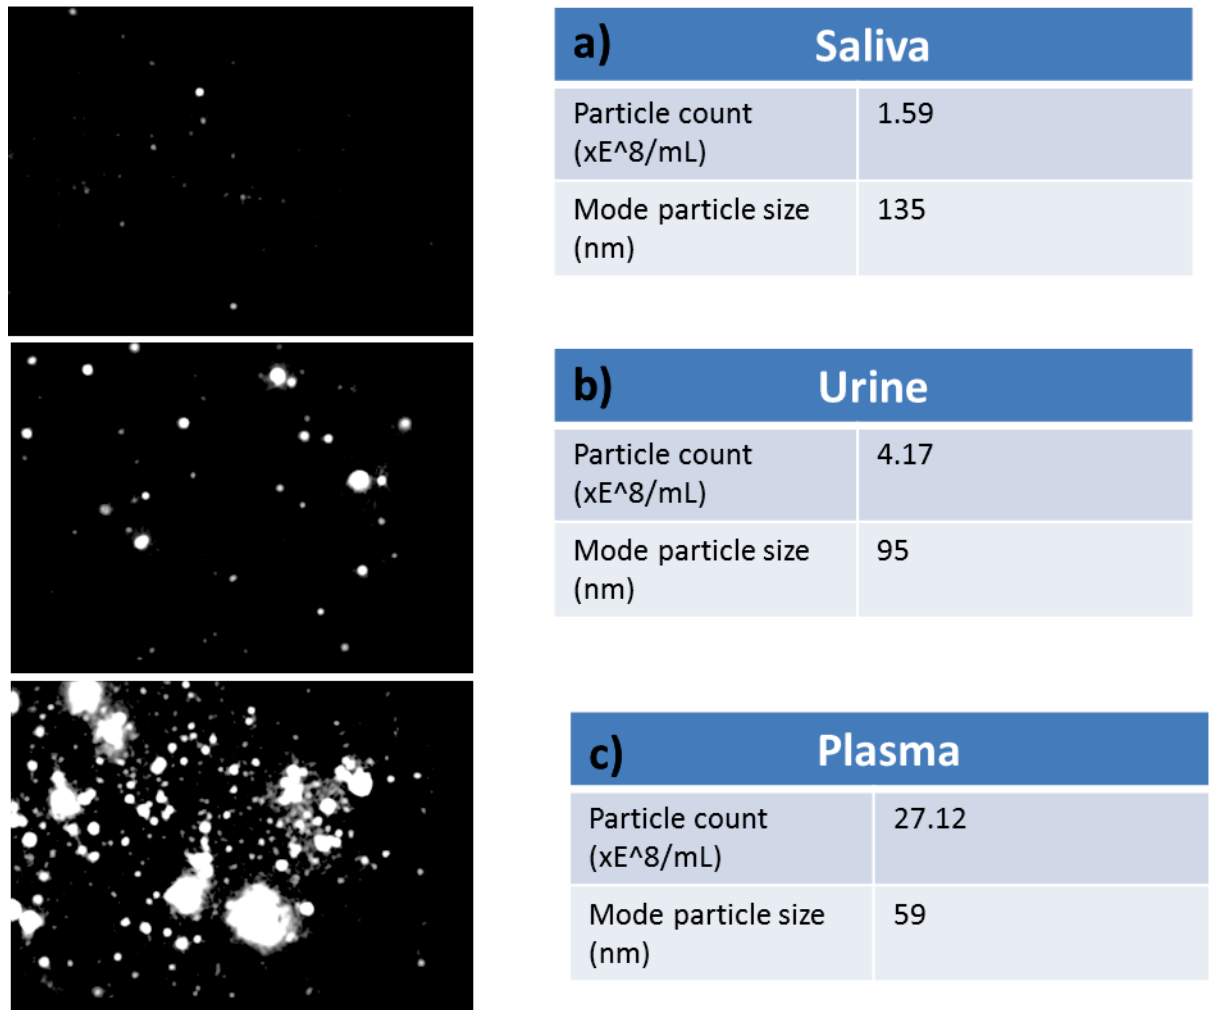 a) Saliva
Particle count 1.59
(xE^8/mL)
Mode particle size 135
(nm)
b) Urine
Particle count 4.17
(xE^8/mL)
Mode particle size 95
(nm)
c) Plasma
Particle count 27.12
(xE^8/mL)
Mode particle size 59
(nm)